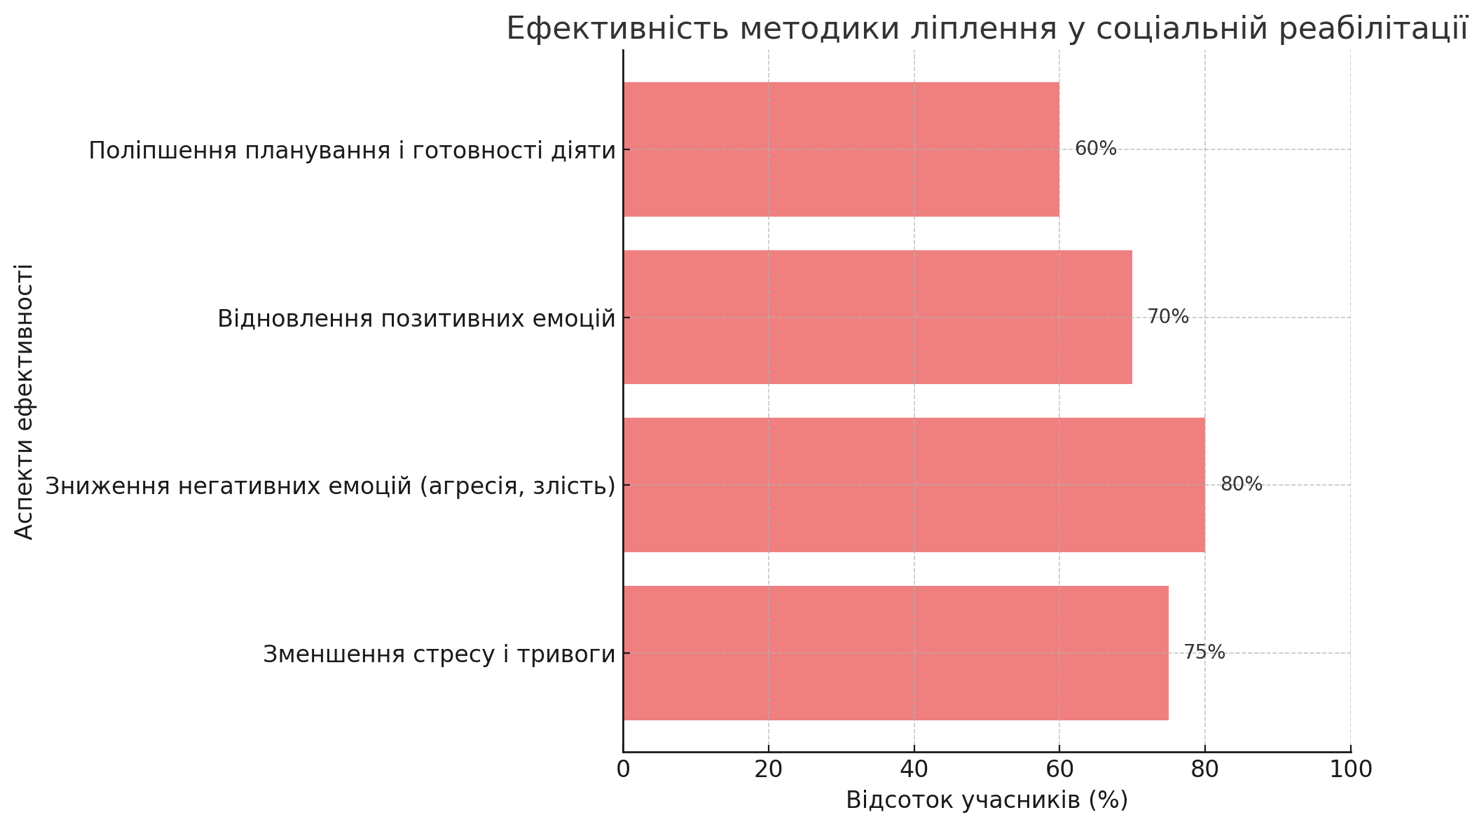 Ефективність методики ліплення у соціальній реабілітації
Поліпшення планування і готовності діяти
60%
Відновлення позитивних емоцій
70%
Аспекти ефективності
Зниження негативних емоцій (агресія, злість)
80%
Зменшення стресу і тривоги
75%
0 20 40 60 80 100
Відсоток учасників (%)